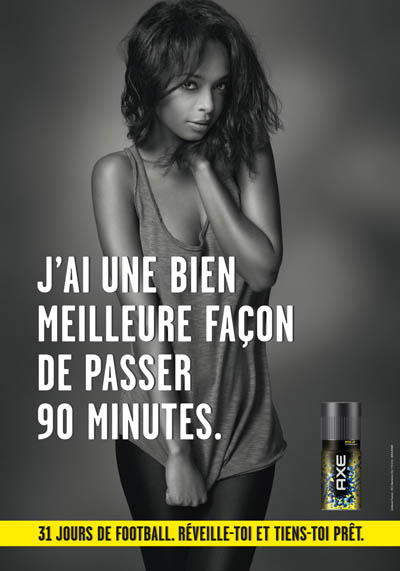 J'AI UNE BIEN
MEILLEURE FAÇON
DE PASSER
90 MINUTES.
AXE
31 JOURS DE FOOTBALL. RÉVEILLE-TOI ET TIENS-TOI PRÊT.